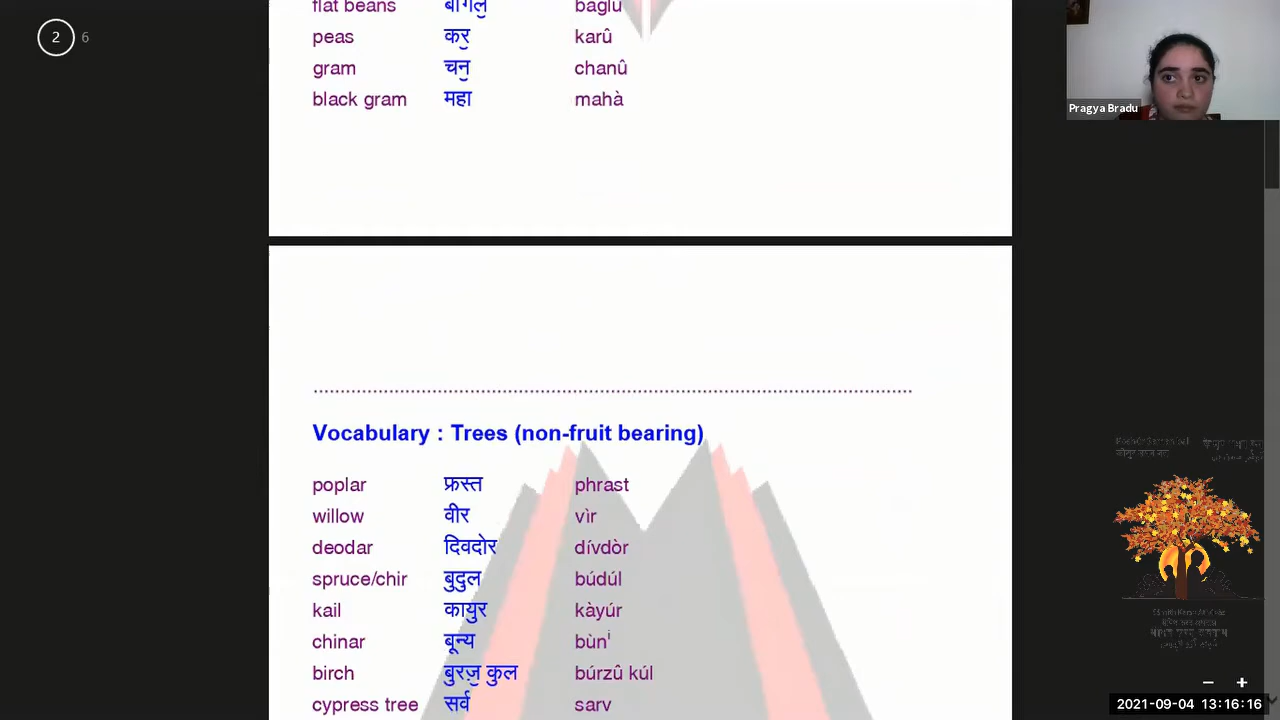 2 6
flat beans बागलॖ baglû
peas करॖ karû
gram चनॖ chanû
black gram महा mahà
Pragya Bradu
Vocabulary : Trees (non-fruit bearing)
poplar फ्रस्त phrast
willow वीर vìr
deodar दिवदोर dívdòr
spruce/chir बुदुल búdúl
kail कायुर kàyúr
chinar बून्य bùnⁱ
birch बुरज़ॖ कुल búrzû kúl
cypress tree सर्व sarv
− +
2021-09-04 13:16:16